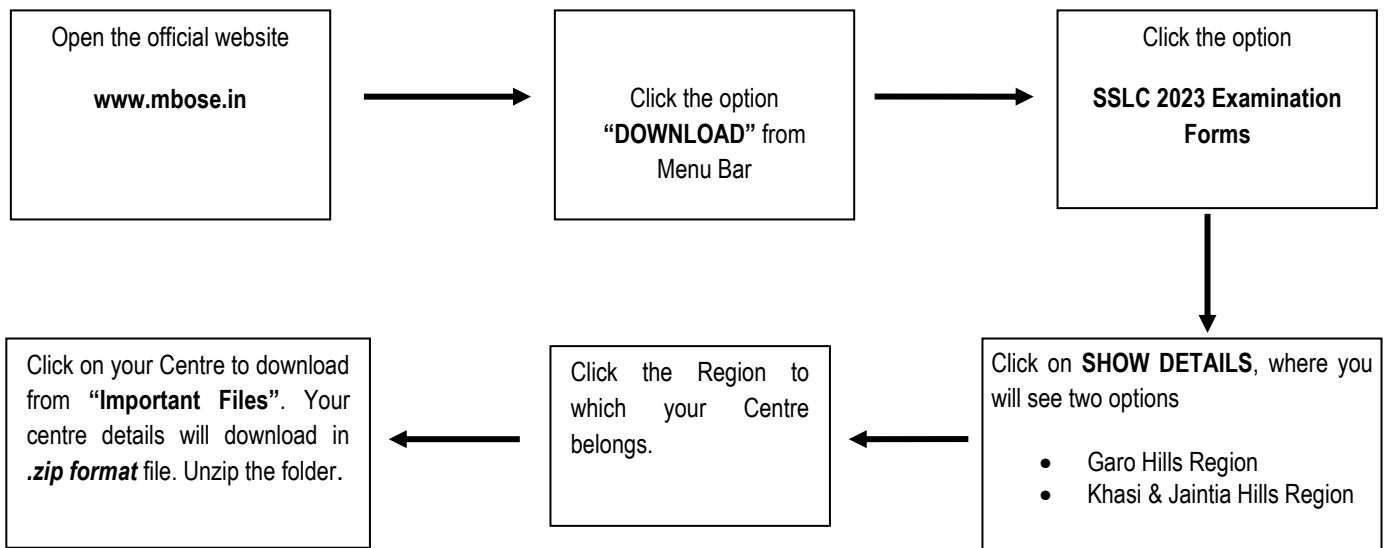 Open the official website
www.mbose.in
Click the option
“DOWNLOAD” from
Menu Bar
Click the option
SSLC 2023 Examination
Forms
Click on SHOW DETAILS, where you
will see two options
• Garo Hills Region
• Khasi & Jaintia Hills Region
Click the Region to
which your Centre
belongs.
Click on your Centre to download
from “Important Files”. Your
centre details will download in
.zip format file. Unzip the folder.